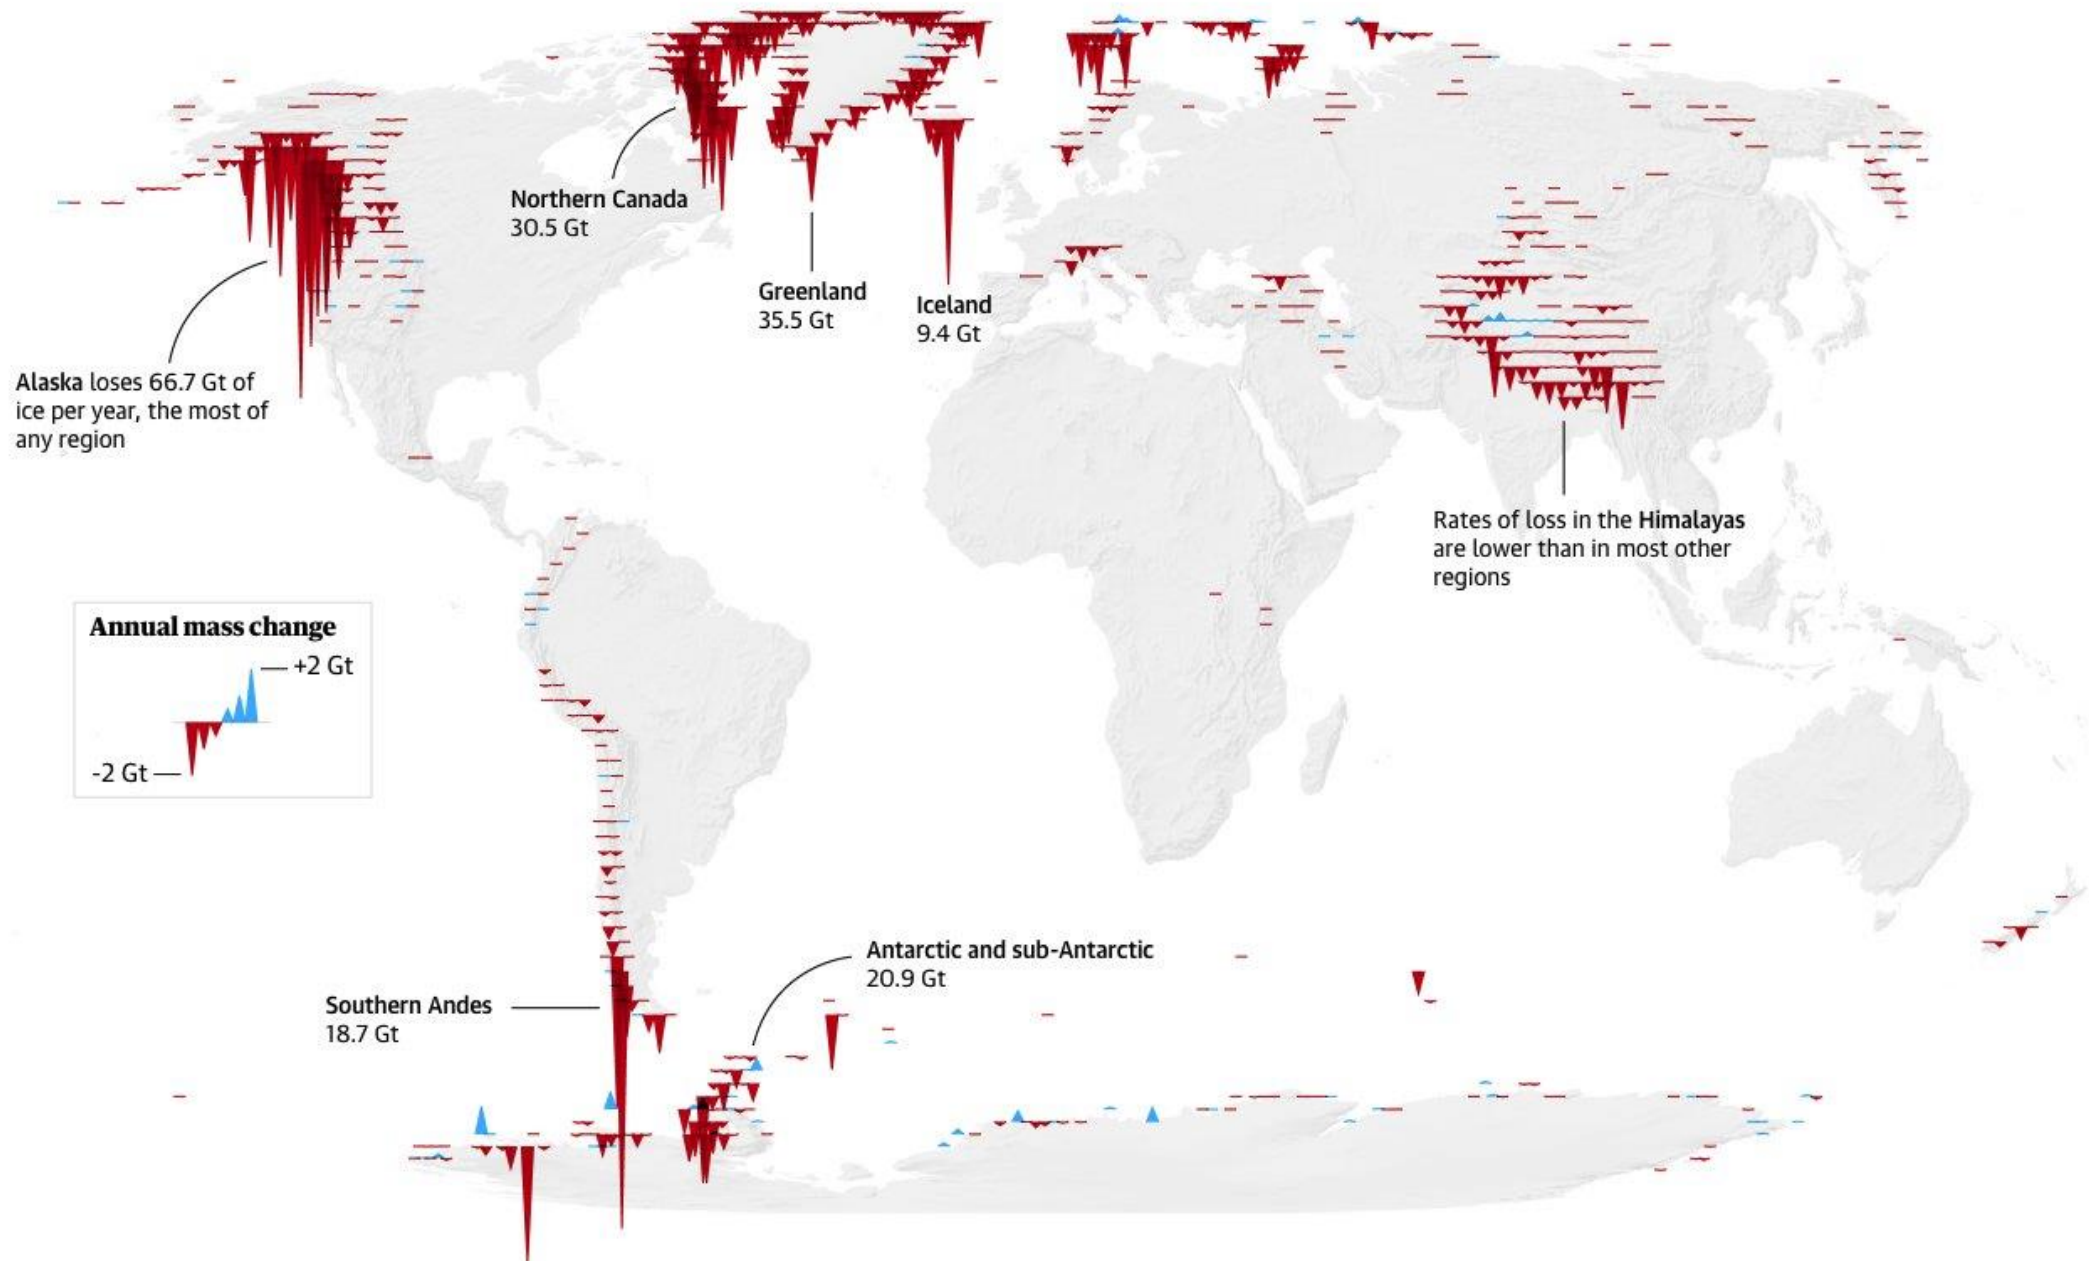 Northern Canada
30.5 Gt
Greenland
35.5 Gt
Iceland
9.4 Gt
Alaska loses 66.7 Gt of
ice per year, the most of
any region
Rates of loss in the Himalayas
are lower than in most other
regions
Annual mass change
+2 Gt
-2 Gt
Antarctic and sub-Antarctic
20.9 Gt
Southern Andes
18.7 Gt